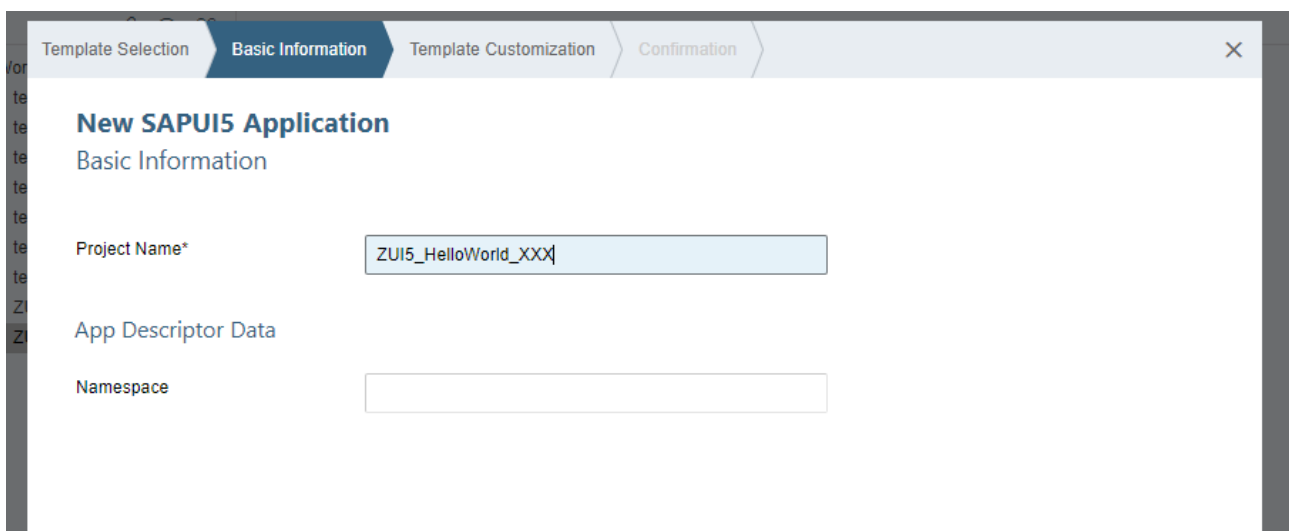 Template Selection
Basic Information
Template Customization
Confirmation
New SAPUI5 Application
Basic Information
Project Name*
ZUI5_HelloWorld_XXX
App Descriptor Data
Namespace